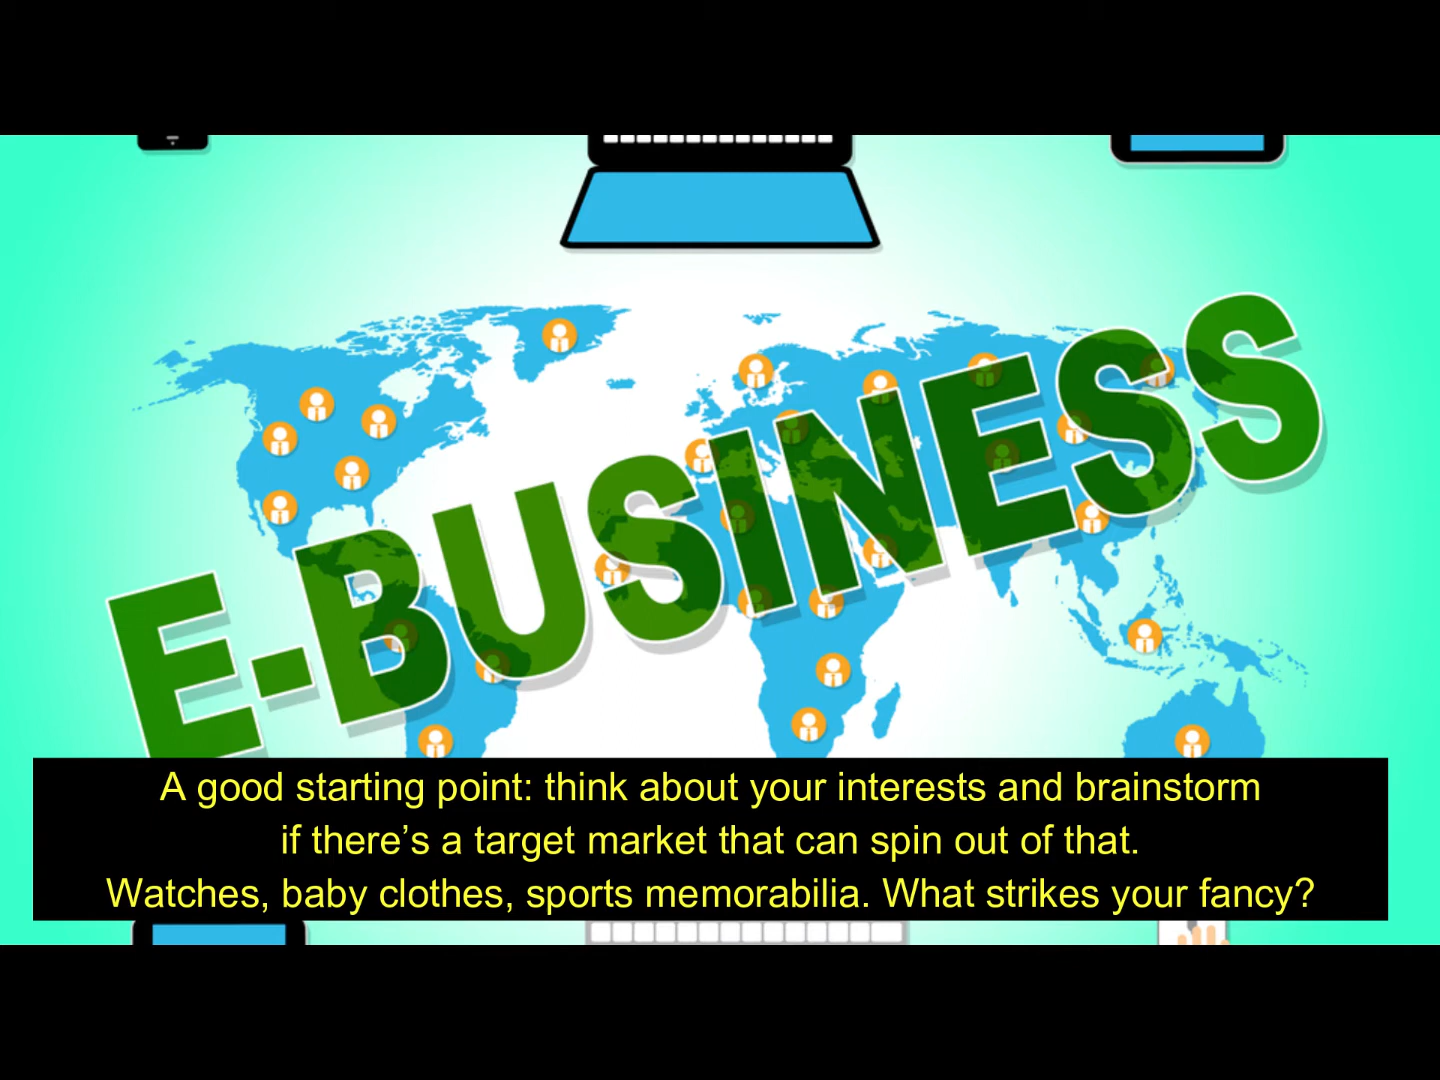 E-BUSINESS
A good starting point: think about your interests and brainstorm
if there’s a target market that can spin out of that.
Watches, baby clothes, sports memorabilia. What strikes your fancy?